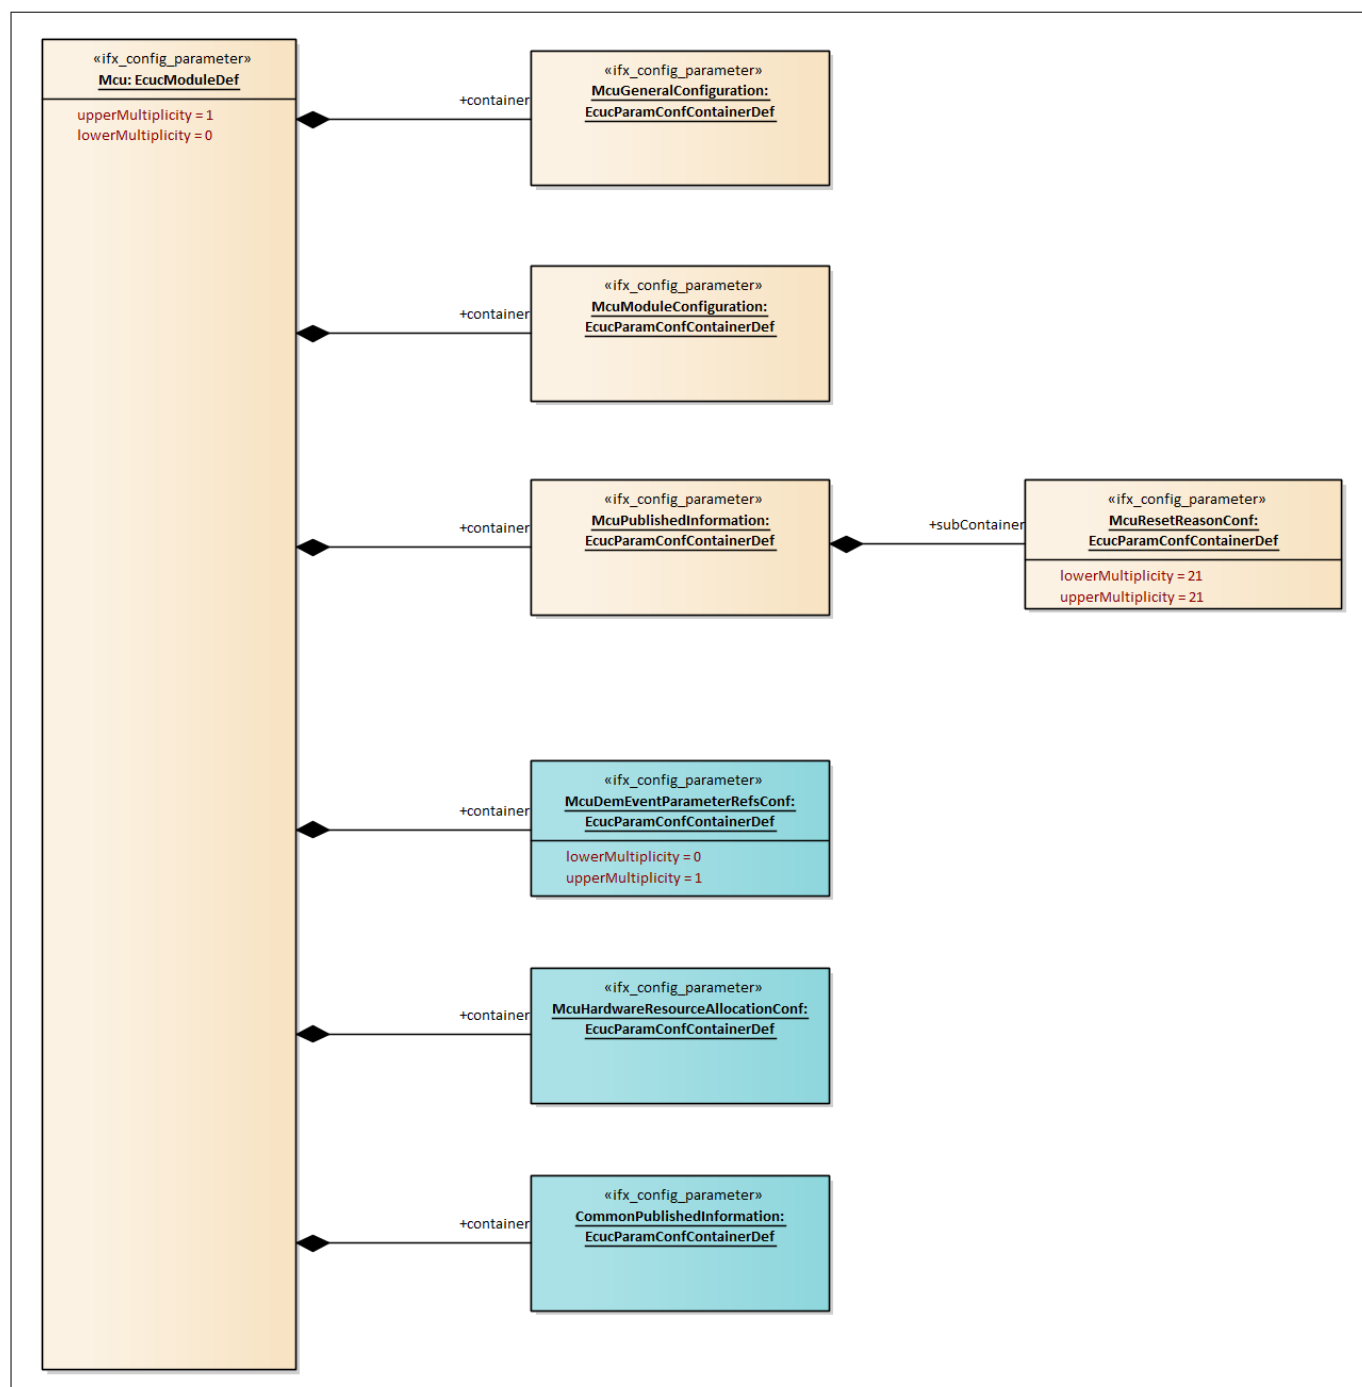 «ifx_config_parameter»
Mcu: EcucModuleDef
upperMultiplicity = 1
lowerMultiplicity = 0
+container
«ifx_config_parameter»
McuGeneralConfiguration:
EcucParamConfContainerDef
+container
«ifx_config_parameter»
McuModuleConfiguration:
EcucParamConfContainerDef
+container
«ifx_config_parameter»
McuPublishedInformation:
EcucParamConfContainerDef
+subContainer
«ifx_config_parameter»
McuResetReasonConf:
EcucParamConfContainerDef
lowerMultiplicity = 21
upperMultiplicity = 21
+container
«ifx_config_parameter»
McuDemEventParameterRefsConf:
EcucParamConfContainerDef
lowerMultiplicity = 0
upperMultiplicity = 1
+container
«ifx_config_parameter»
McuHardwareResourceAllocationConf:
EcucParamConfContainerDef
+container
«ifx_config_parameter»
CommonPublishedInformation:
EcucParamConfContainerDef